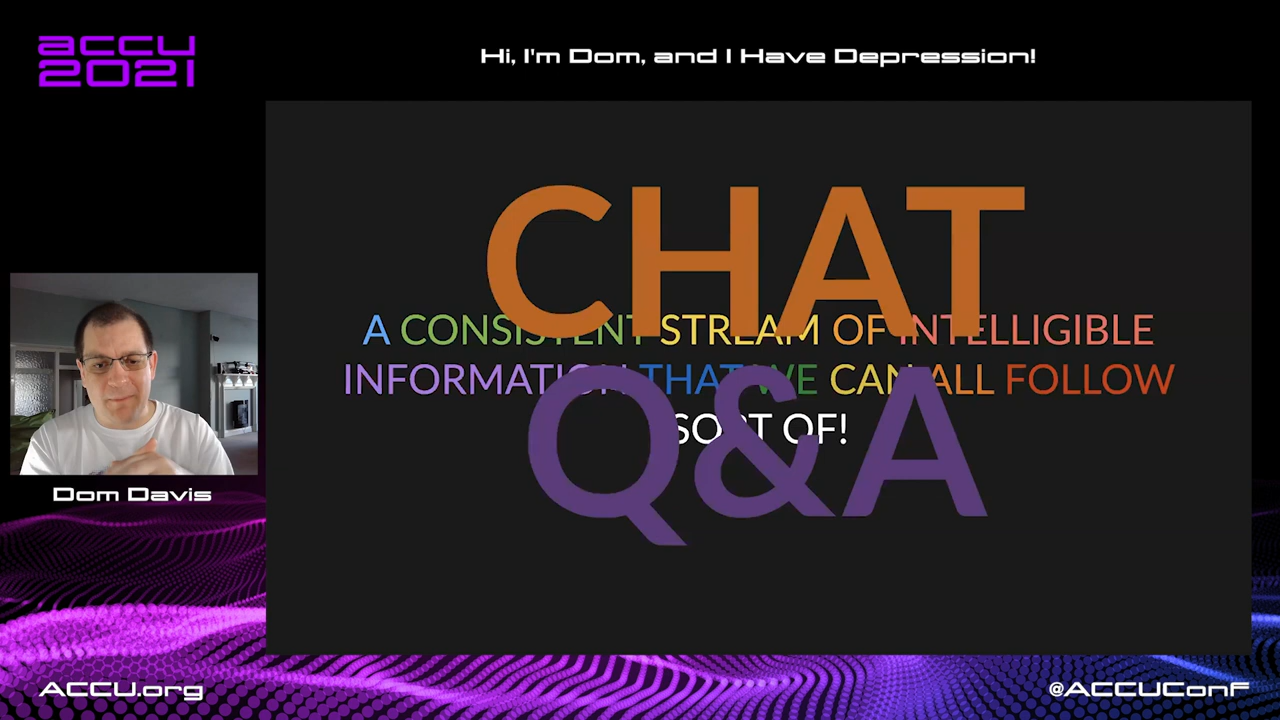 accu
2021
Hi, I'm Dom, and I Have Depression!
CHAT
A CONSISTENT STREAM OF INTELLIGIBLE
INFORMATION THAT WE CAN ALL FOLLOW
SORT OF!
Q&A
Dom Davis
ACCU.org
@ACCUConf